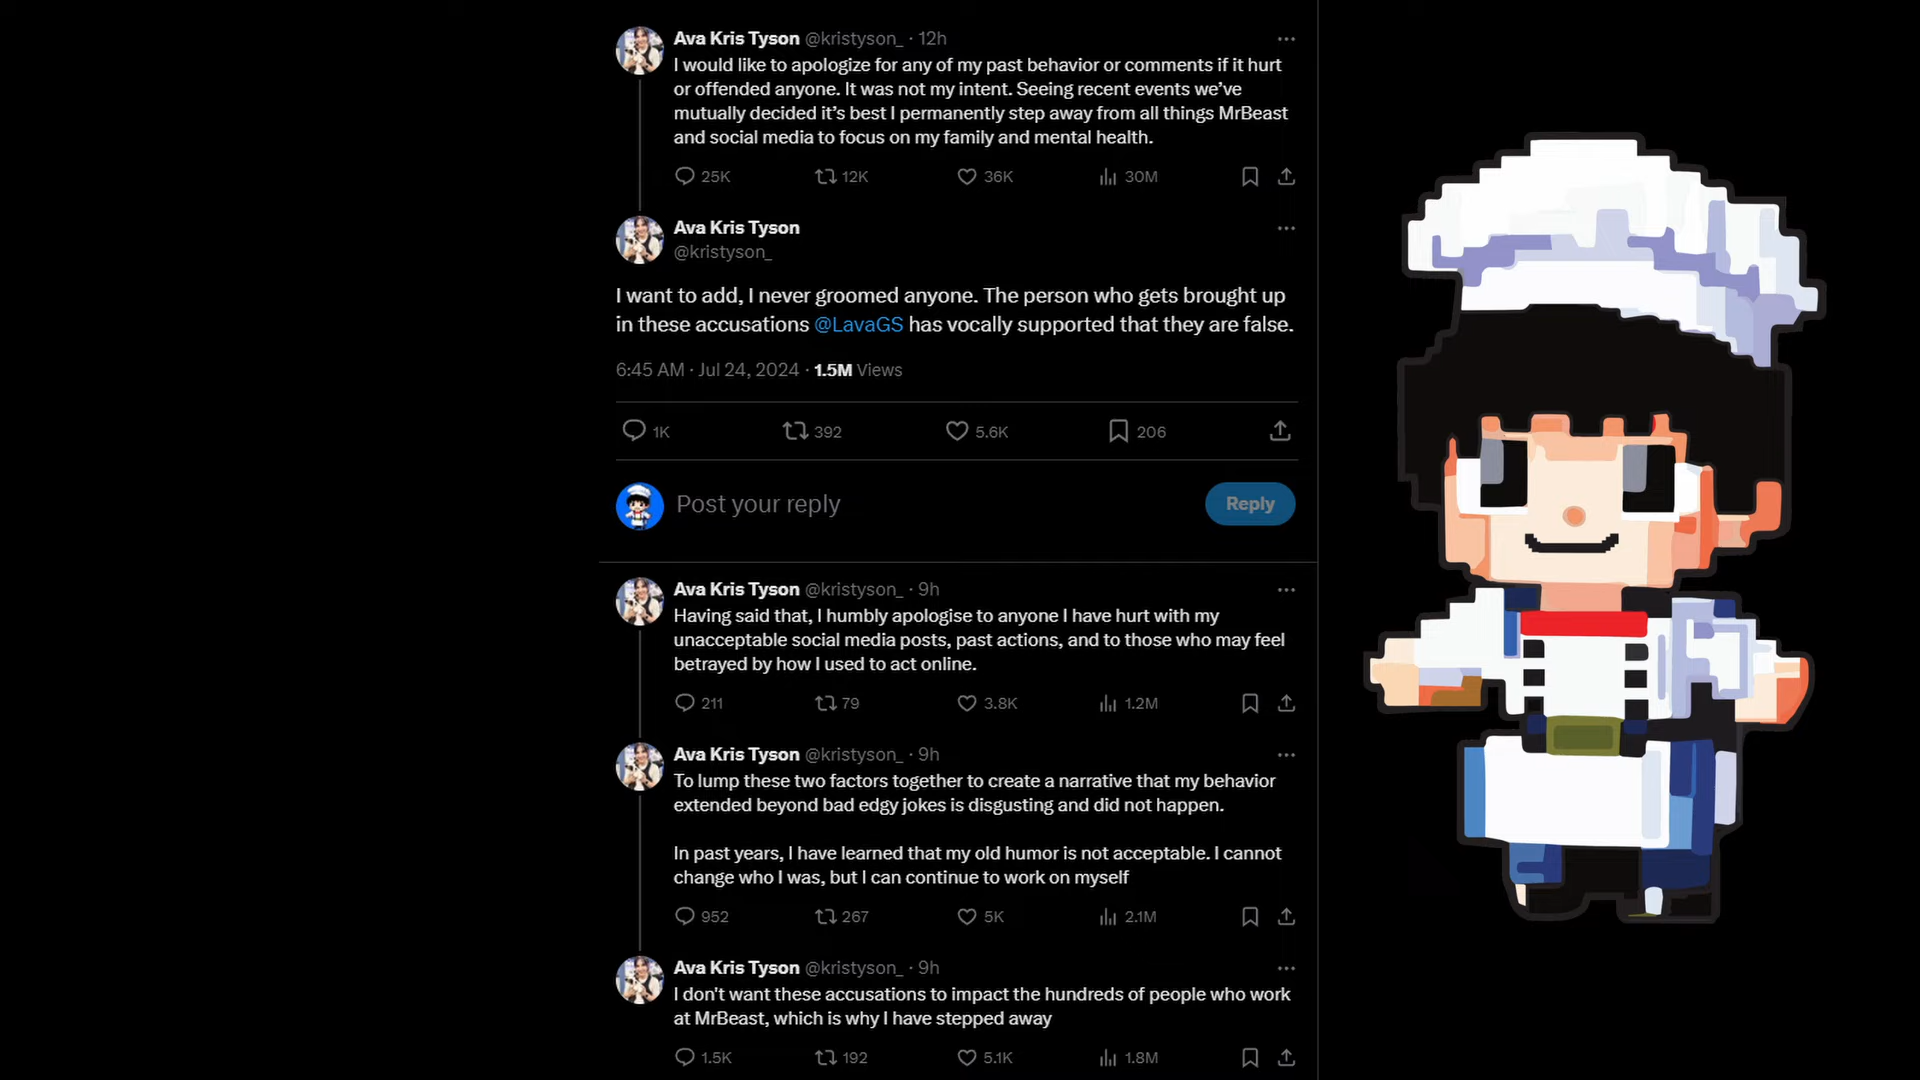 Ava Kris Tyson @kristyson_ · 12h
I would like to apologize for any of my past behavior or comments if it hurt
or offended anyone. It was not my intent. Seeing recent events we've
mutually decided it's best I permanently step away from all things MrBeast
and social media to focus on my family and mental health.
25K 12K 36K 30M
Ava Kris Tyson
@kristyson_
I want to add, I never groomed anyone. The person who gets brought up
in these accusations @LavaGS has vocally supported that they are false.
6:45 AM · Jul 24, 2024 · 1.5M Views
1K 392 5.6K 206
Post your reply Reply
Ava Kris Tyson @kristyson_ · 9h
Having said that, I humbly apologise to anyone I have hurt with my
unacceptable social media posts, past actions, and to those who may feel
betrayed by how I used to act online.
211 79 3.8K 1.2M
Ava Kris Tyson @kristyson_ · 9h
To lump these two factors together to create a narrative that my behavior
extended beyond bad edgy jokes is disgusting and did not happen.
In past years, I have learned that my old humor is not acceptable. I cannot
change who I was, but I can continue to work on myself
952 267 5K 2.1M
Ava Kris Tyson @kristyson_ · 9h
I don't want these accusations to impact the hundreds of people who work
at MrBeast, which is why I have stepped away
1.5K 192 5.1K 1.8M